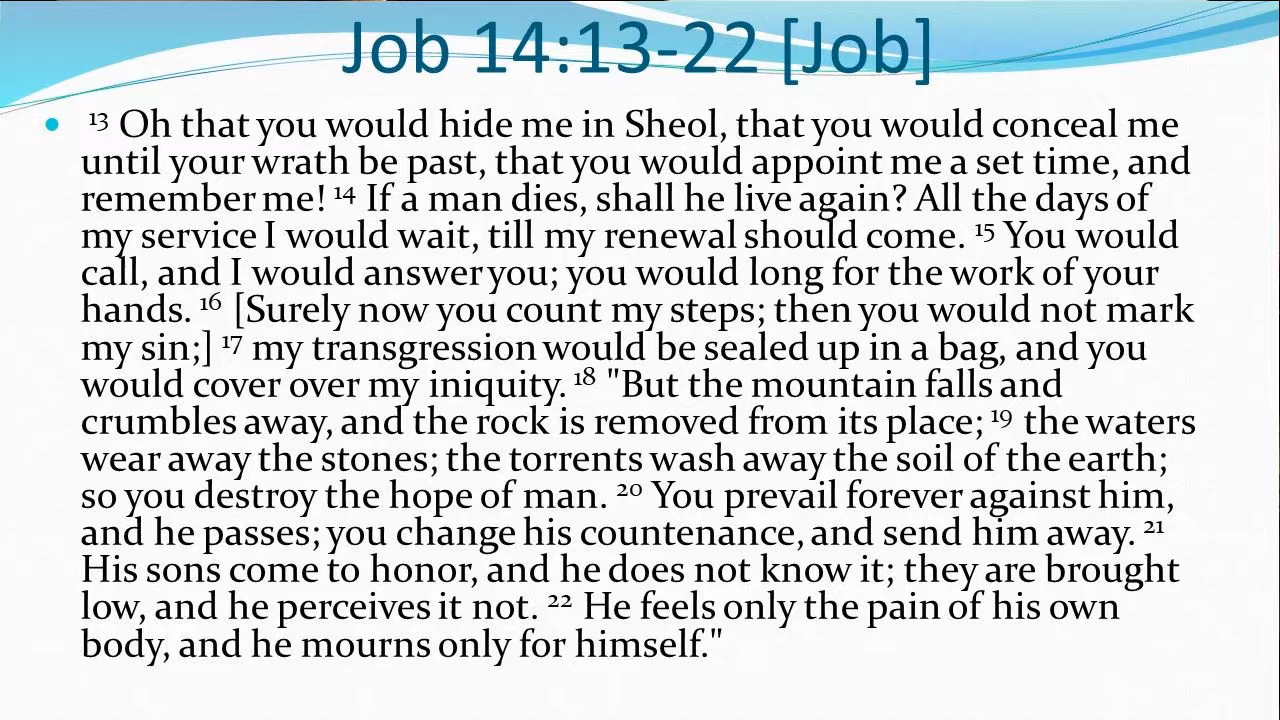 Job 14:13-22 [Job]
• ¹³ Oh that you would hide me in Sheol, that you would conceal me
until your wrath be past, that you would appoint me a set time, and
remember me! ¹⁴ If a man dies, shall he live again? All the days of
my service I would wait, till my renewal should come. ¹⁵ You would
call, and I would answer you; you would long for the work of your
hands. ¹⁶ [Surely now you count my steps; then you would not mark
my sin;] ¹⁷ my transgression would be sealed up in a bag, and you
would cover over my iniquity. ¹⁸ "But the mountain falls and
crumbles away, and the rock is removed from its place; ¹⁹ the waters
wear away the stones; the torrents wash away the soil of the earth;
so you destroy the hope of man. ²⁰ You prevail forever against him,
and he passes; you change his countenance, and send him away. ²¹
His sons come to honor, and he does not know it; they are brought
low, and he perceives it not. ²² He feels only the pain of his own
body, and he mourns only for himself."